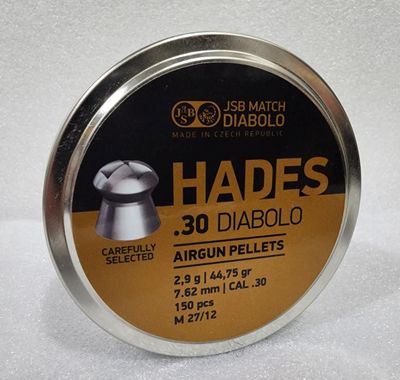 JSB
JSB MATCH
DIABOLO
MADE IN CZECH REPUBLIC
HADES
.30 DIABOLO
CAREFULLY
SELECTED
AIRGUN PELLETS
2,9 g | 44,75 gr
7.62 mm | CAL .30
150 pcs
M 27/12